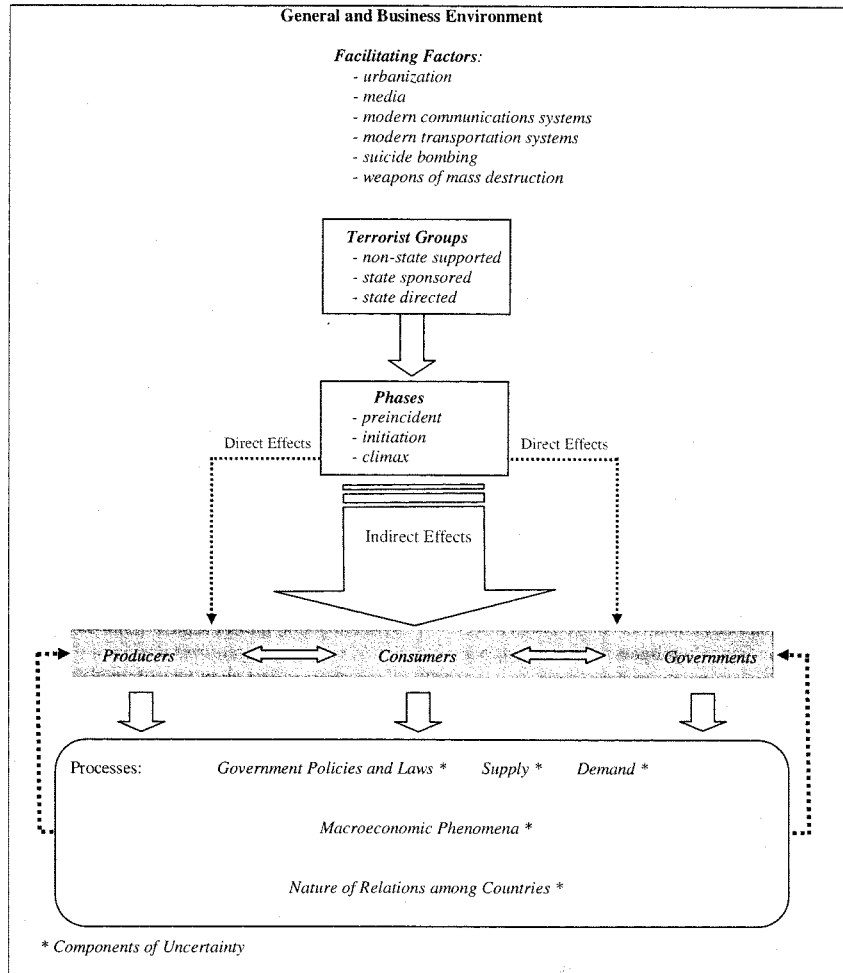 General and Business Environment
Facilitating Factors:
- urbanization
- media
- modern communications systems
- modern transportation systems
- suicide bombing
- weapons of mass destruction
Terrorist Groups
- non-state supported
- state sponsored
- state directed
Phases
- preincident
- initiation
- climax
Direct Effects
Direct Effects
Indirect Effects
Producers Consumers Governments
Processes: Government Policies and Laws * Supply * Demand *
Macroeconomic Phenomena *
Nature of Relations among Countries *
* Components of Uncertainty